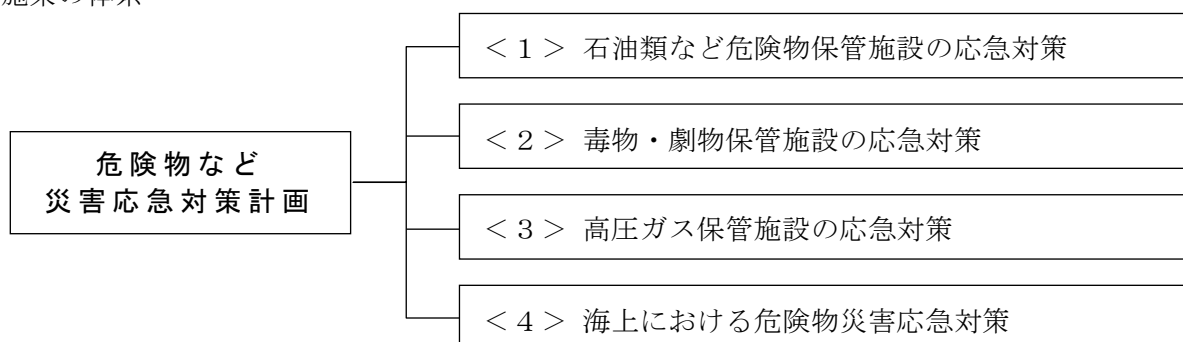 施策の体系
＜１＞ 石油類など危険物保管施設の応急対策
＜２＞ 毒物・劇物保管施設の応急対策
危険物など
災害応急対策計画
＜３＞ 高圧ガス保管施設の応急対策
＜４＞ 海上における危険物災害応急対策